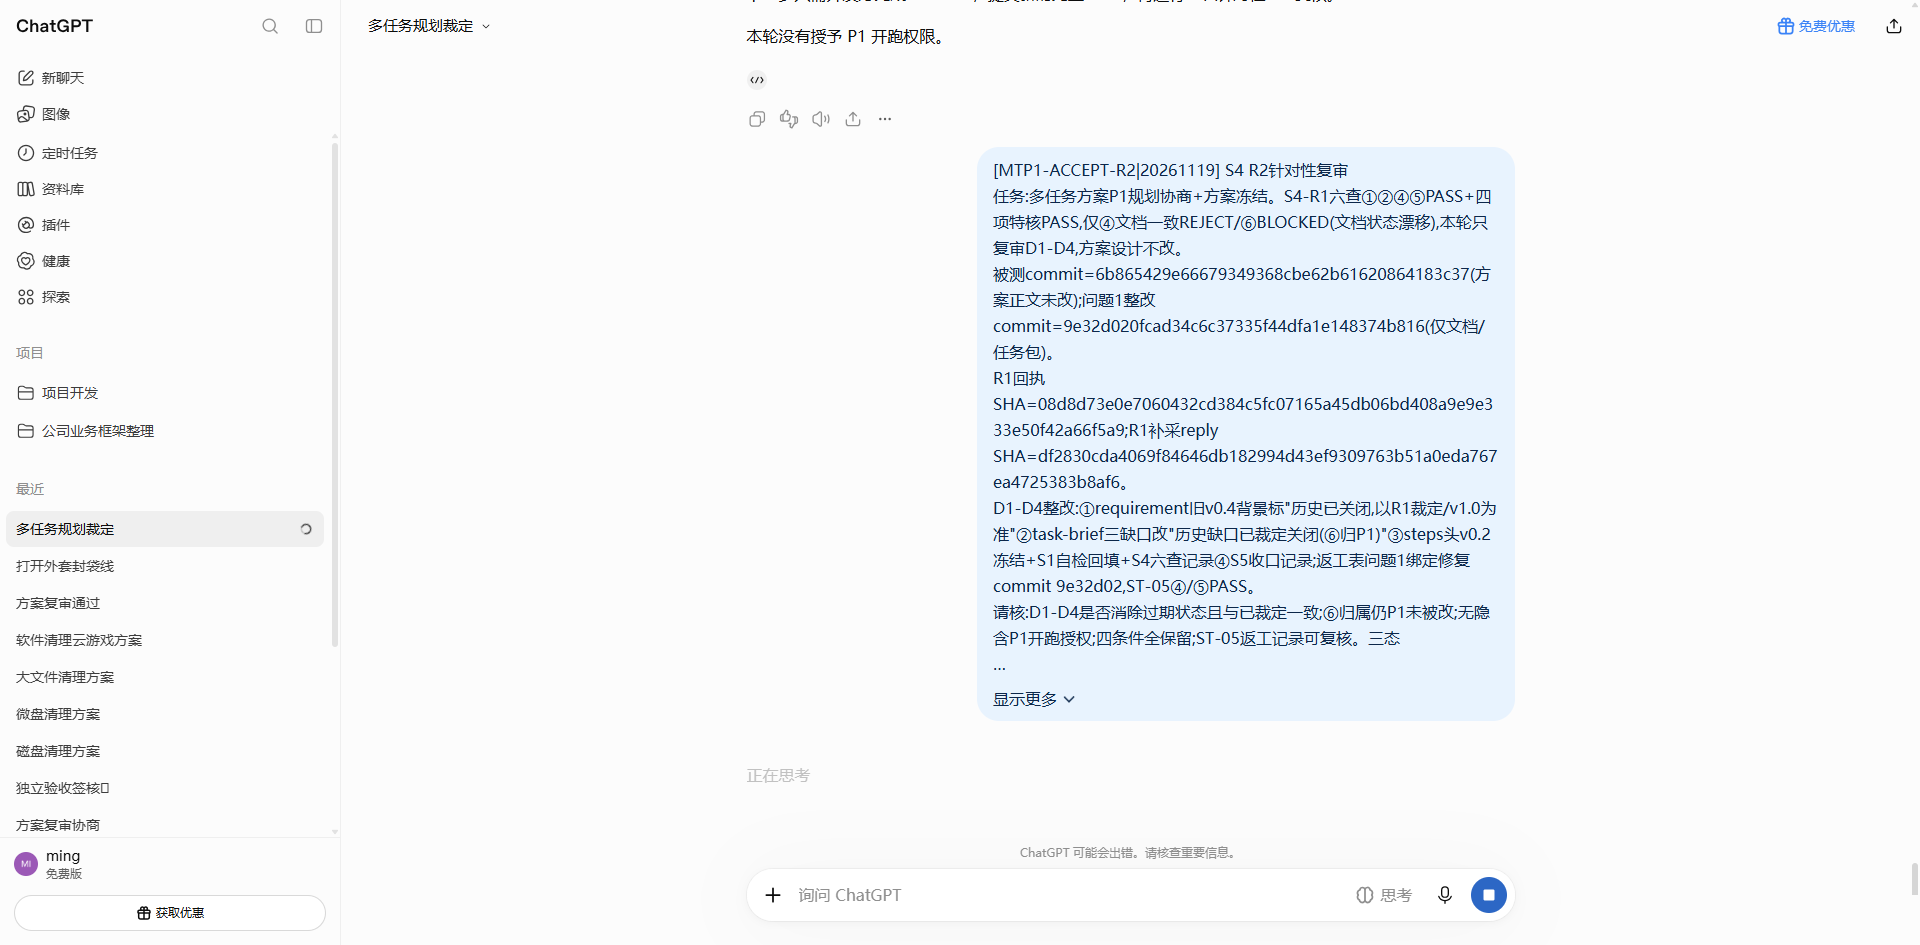 ChatGPT
新聊天
图像
定时任务
资料库
插件
健康
探索
项目
项目开发
公司业务框架整理
最近
多任务规划裁定
打开外套封袋线
方案复审通过
软件清理云游戏方案
大文件清理方案
微盘清理方案
磁盘清理方案
独立验收签核
方案复审协商
MI
ming
免费版
获取优惠
多任务规划裁定
免费优惠
本轮没有授予 P1 开跑权限。
[MTP1-ACCEPT-R2|20261119] S4 R2针对性复审
任务:多任务方案P1规划协商+方案冻结。S4-R1六查①②④⑤PASS+四
项特核PASS,仅④文档一致REJECT/⑥BLOCKED(文档状态漂移),本轮只
复审D1-D4,方案设计不改。
被测commit=6b865429e66679349368cbe62b61620864183c37(方
案正文未改);问题1整改
commit=9e32d020fcad34c6c37335f44dfa1e148374b816(仅文档/
任务包)。
R1回执
SHA=08d8d73e0e7060432cd384c5fc07165a45db06bd408a9e9e3
33e50f42a66f5a9;R1补采reply
SHA=df2830cda4069f84646db182994d43ef9309763b51a0eda767
ea4725383b8af6。
D1-D4整改:①requirement旧v0.4背景标"历史已关闭,以R1裁定/v1.0为
准"②task-brief三缺口改"历史缺口已裁定关闭(⑥归P1)"③steps头v0.2
冻结+S1自检回填+S4六查记录④S5收口记录;返工表问题1绑定修复
commit 9e32d02,ST-05④/⑤PASS。
请核:D1-D4是否消除过期状态且与已裁定一致;⑥归属仍P1未被改;无隐
含P1开跑授权;四条件全保留;ST-05返工记录可复核。三态
...
显示更多
正在思考
ChatGPT 可能会出错。请核查重要信息。
询问 ChatGPT
思考